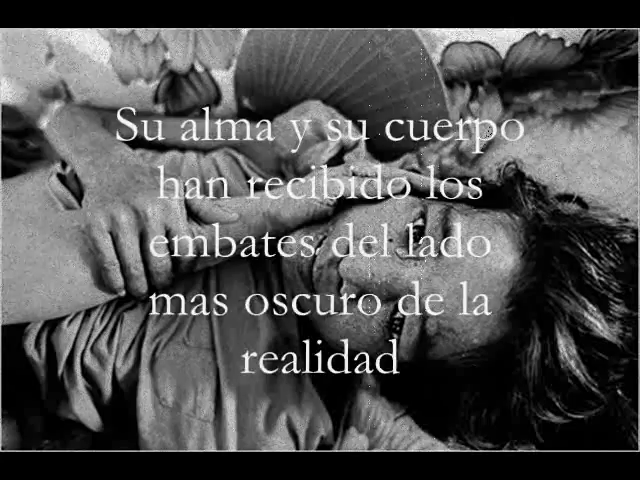 Su alma y su cuerpo
han recibido los
embates del lado
mas oscuro de la
realidad